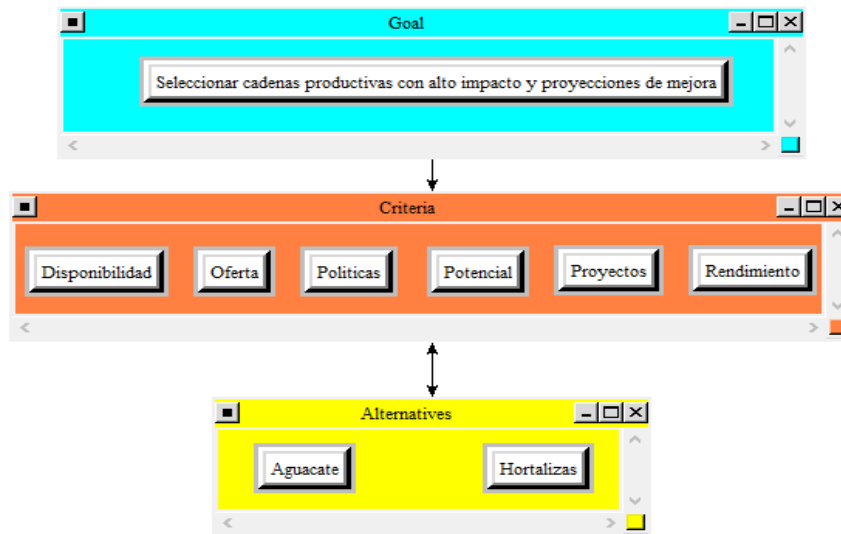 Goal
Seleccionar cadenas productivas con alto impacto y proyecciones de mejora
Criteria
Disponibilidad Oferta Politicas Potencial Proyectos Rendimiento
Alternatives
Aguacate Hortalizas